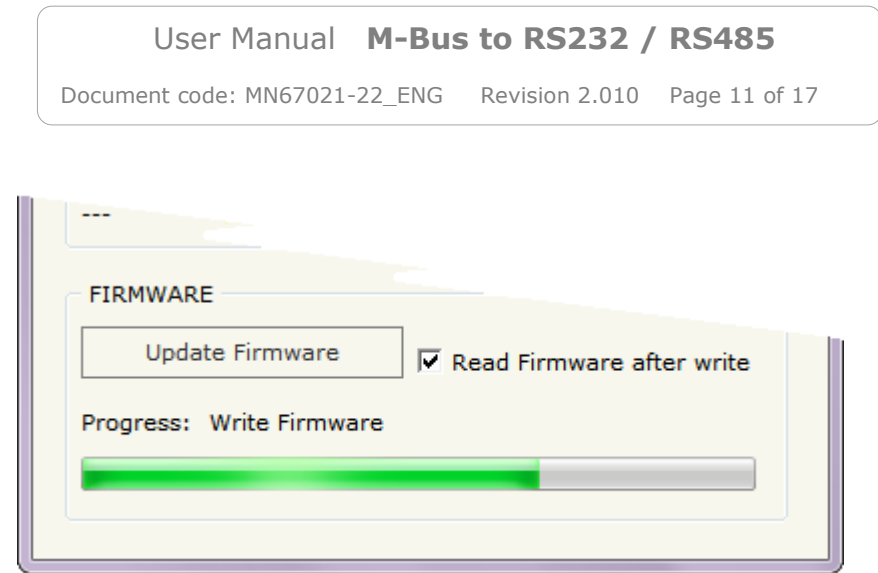 User Manual M-Bus to RS232 / RS485
Document code: MN67021-22_ENG Revision 2.010 Page 11 of 17
---
FIRMWARE
Update Firmware
Read Firmware after write
Progress: Write Firmware